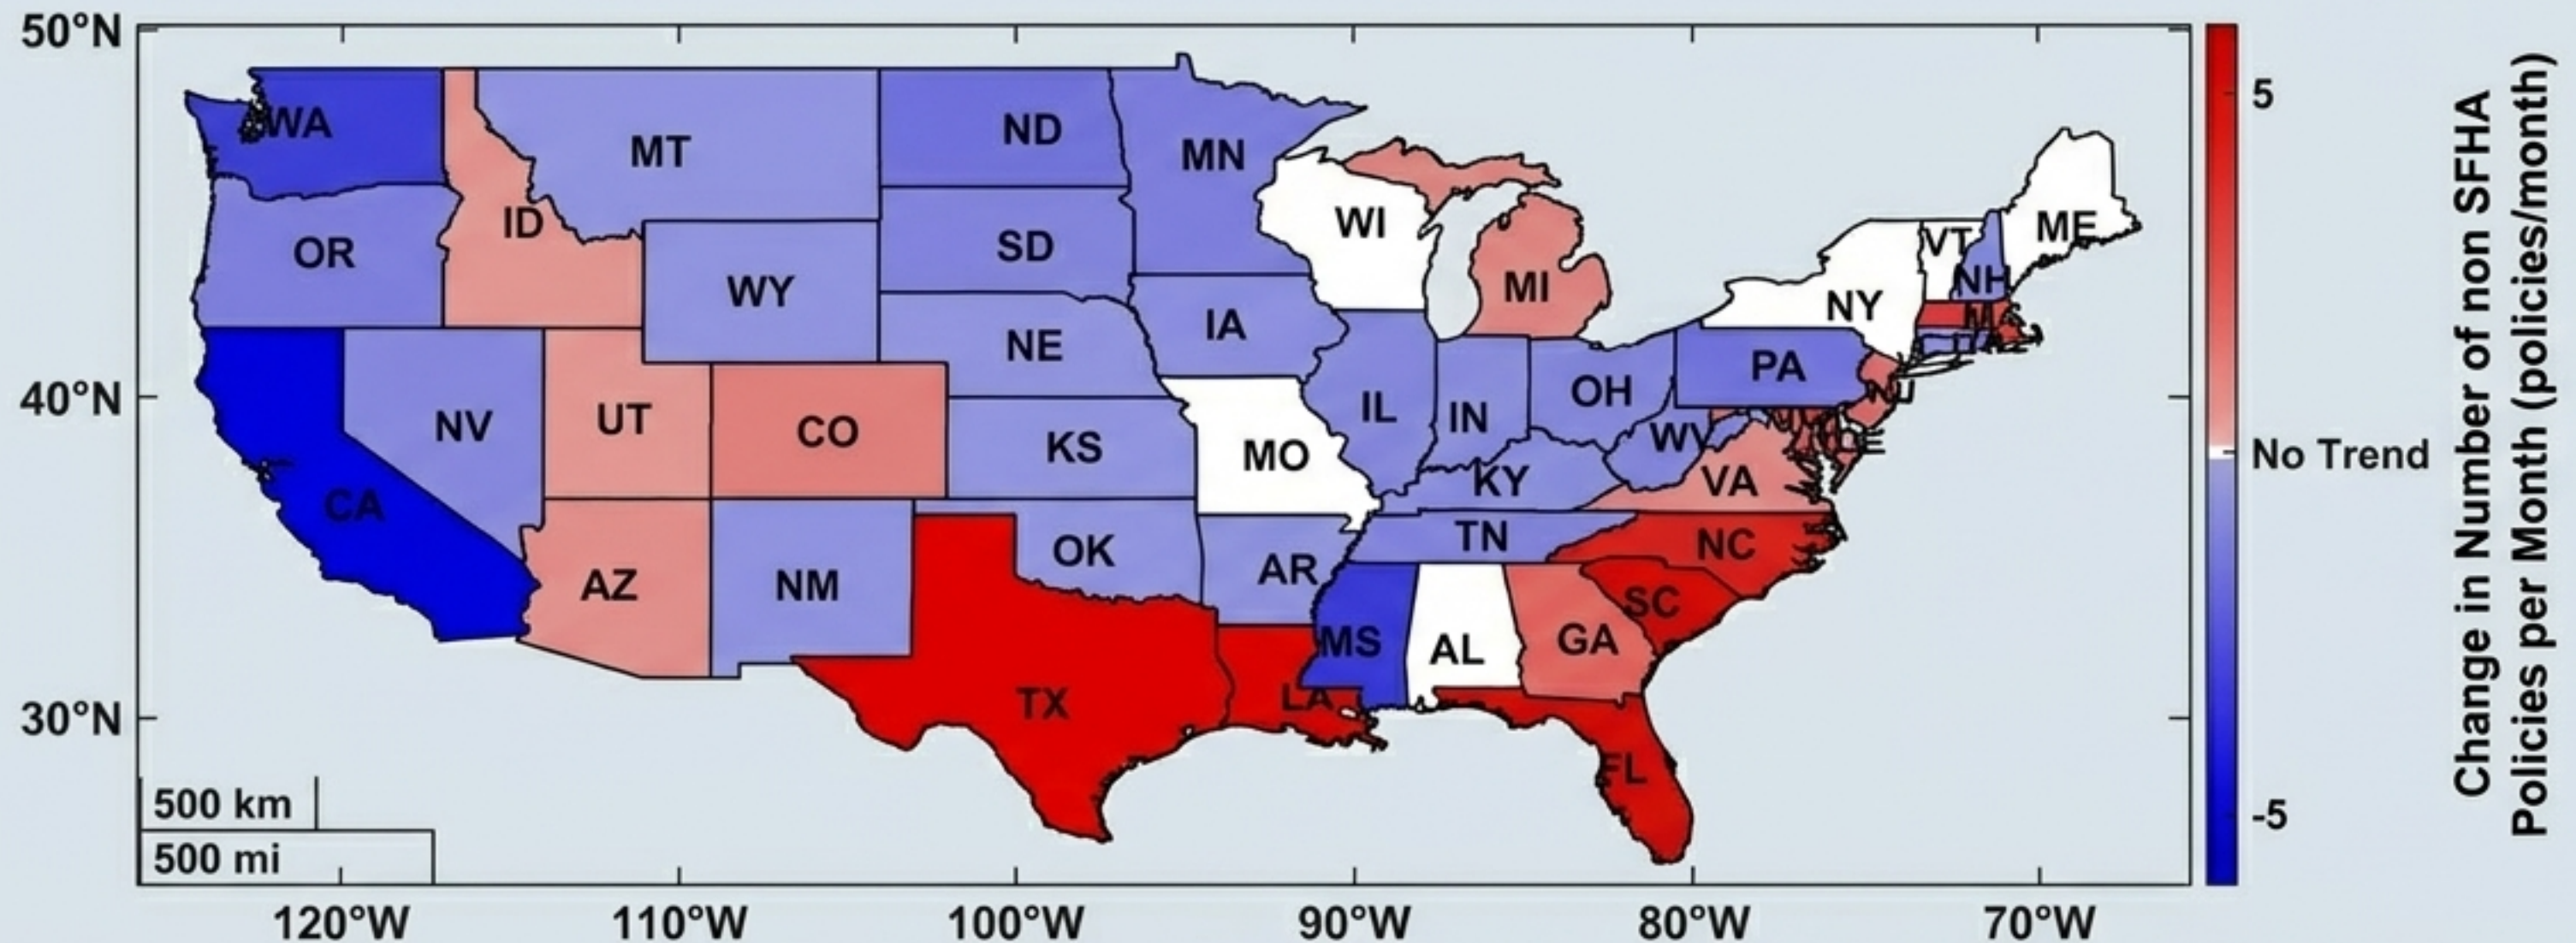 50°N
40°N
30°N
WA
MT
ND
MN
OR
ID
SD
WI
MI
ME
VT
NH
NY
WY
NE
IA
PA
NJ
NV
UT
CO
KS
MO
IL
IN
OH
WV
VA
DE
CA
KY
AZ
NM
OK
AR
TN
NC
SC
MS
AL
GA
TX
LA
FL
500 km
500 mi
120°W
110°W
100°W
90°W
80°W
70°W
5
No Trend
-5
Change in Number of non SFHA
Policies per Month (policies/month)